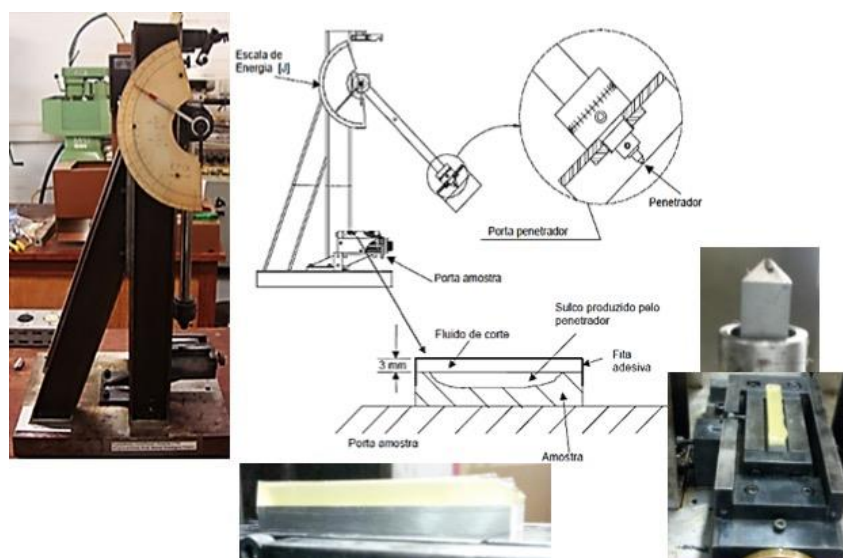 Escala de
Energia [J]
Penetrador
Porta penetrador
Porta amostra
Sulco produzido pelo
penetrador
Fluido de corte
3 mm
Fita
adesiva
Porta amostra
Amostra